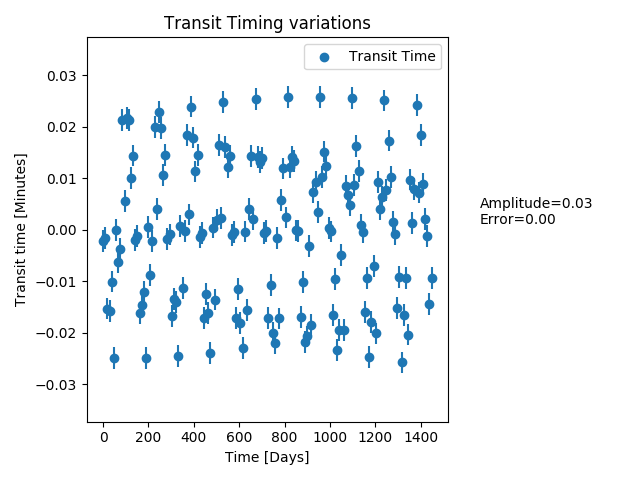 Transit Timing variations
Transit Time
0.03
0.02
0.01
0.00
−0.01
−0.02
−0.03
Transit time [Minutes]
0 200 400 600 800 1000 1200 1400
Time [Days]
Amplitude=0.03
Error=0.00